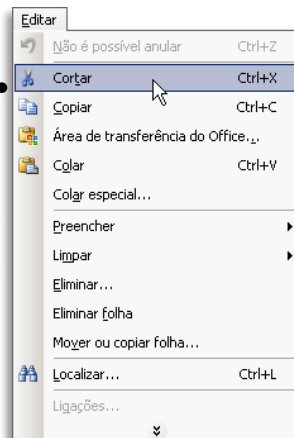 Editar
Não é possível anular Ctrl+Z
Cortar Ctrl+X
Copiar Ctrl+C
Área de transferência do Office...
Colar Ctrl+V
Colar especial...
Preencher
Limpar
Eliminar...
Eliminar folha
Mover ou copiar folha...
Localizar... Ctrl+L
Ligações...